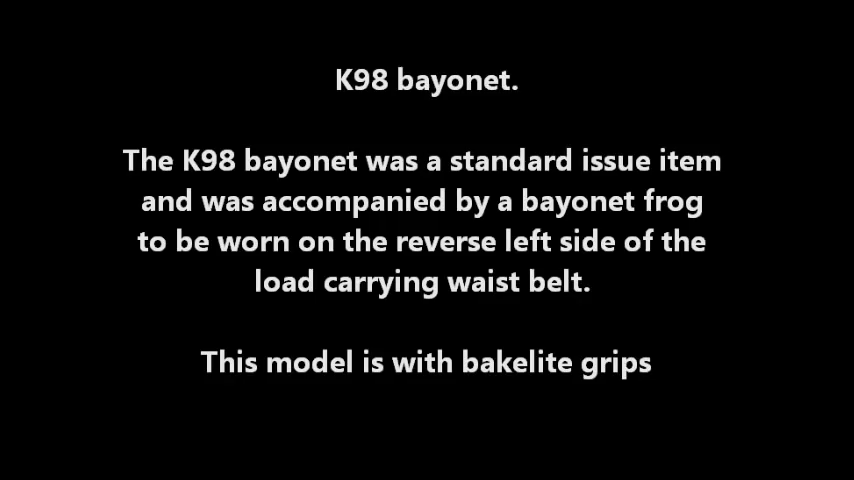 K98 bayonet.
The K98 bayonet was a standard issue item
and was accompanied by a bayonet frog
to be worn on the reverse left side of the
load carrying waist belt.
This model is with bakelite grips